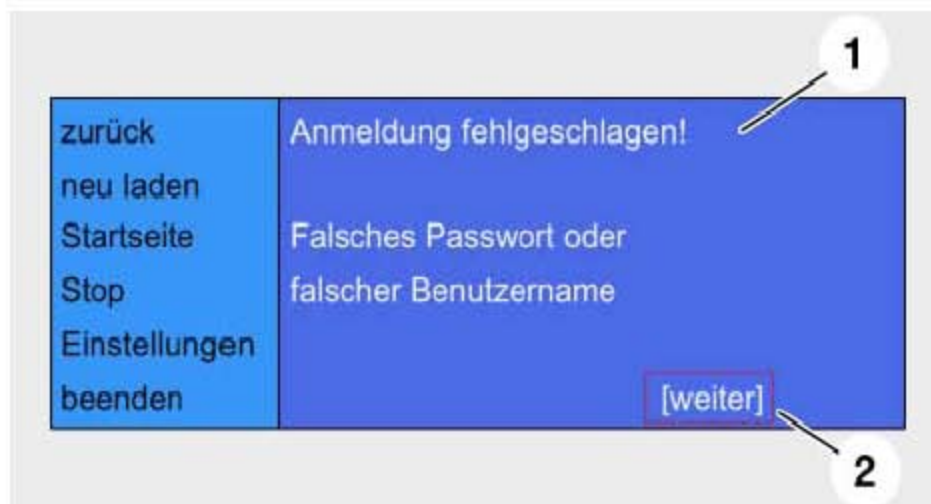 1
zurück
neu laden
Startseite
Stop
Einstellungen
beenden
Anmeldung fehlgeschlagen!
Falsches Passwort oder
falscher Benutzername
[weiter]
2